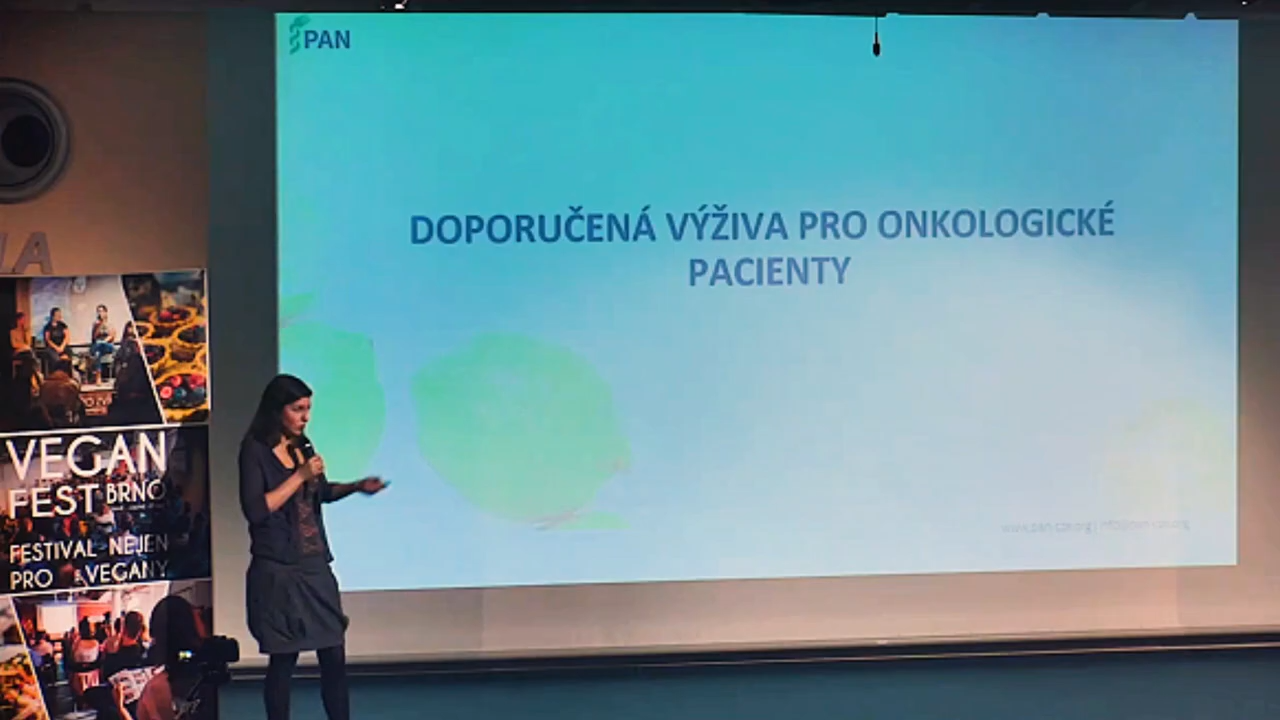 PAN
DOPORUČENÁ VÝŽIVA PRO ONKOLOGICKÉ
PACIENTY
VEGAN
FEST BRNO
FESTIVAL NEJEN
PRO VEGANY